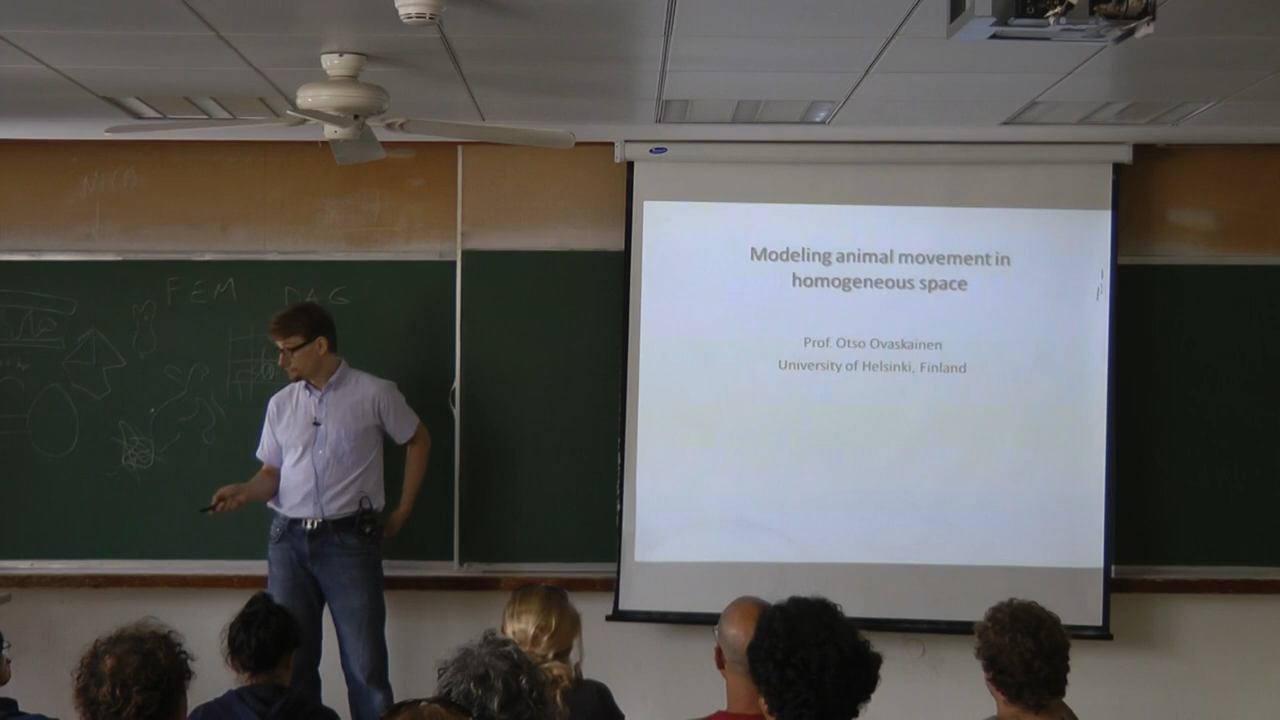 FEM DAG
Modeling animal movement in
homogeneous space
Prof. Otso Ovaskainen
University of Helsinki, Finland